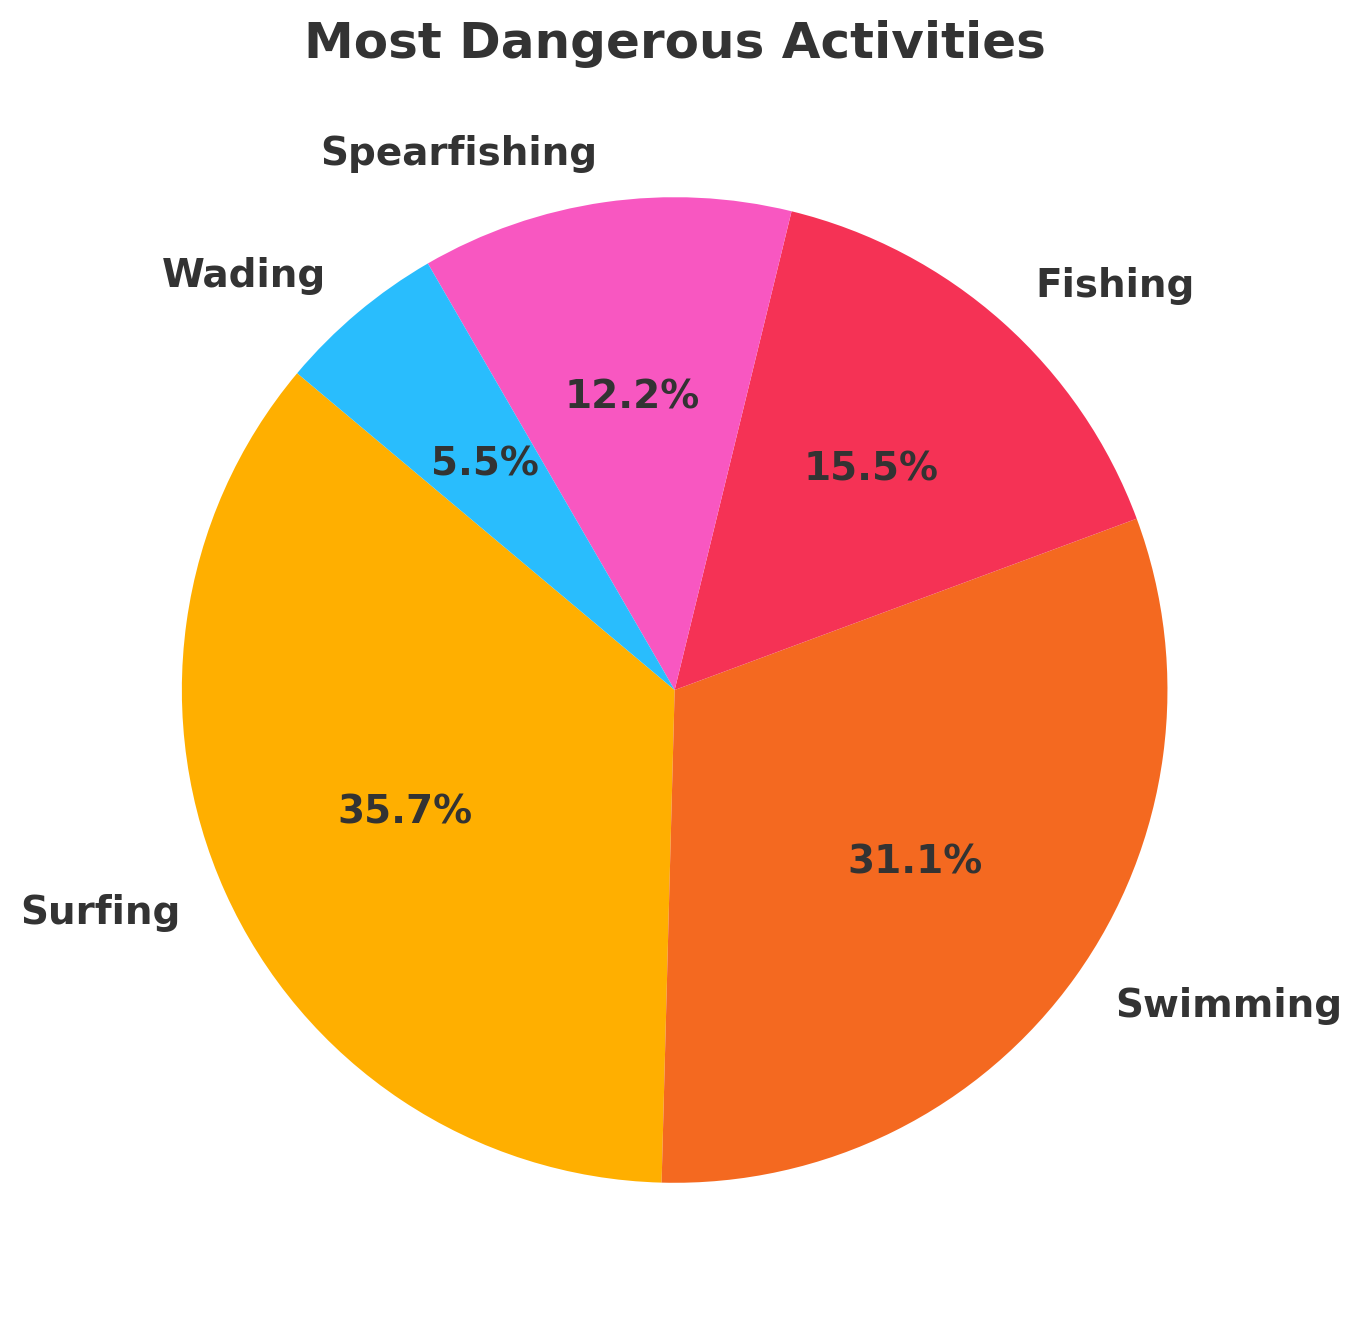 Most Dangerous Activities
Spearfishing
Wading
Fishing
12.2%
5.5%
15.5%
35.7%
31.1%
Surfing
Swimming